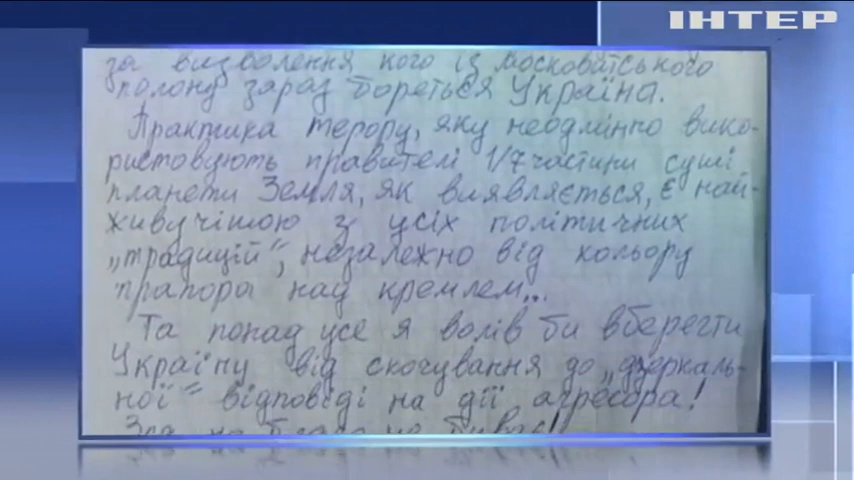 ІНТЕР
за визволення кого із московитського
полону зараз бореться Україна.
Практика терору, яку неодмінно вико-
ристовують правителі 1/7 частини суші
планети Земля, як виявляється, є най-
живучішою з усіх політичних
„традицій“, незалежно від кольору
прапора над кремлем...
Та понад усе я волів би вберегти
Україну від скочування до „дзеркаль-
ної“ відповіді на дії агресора!